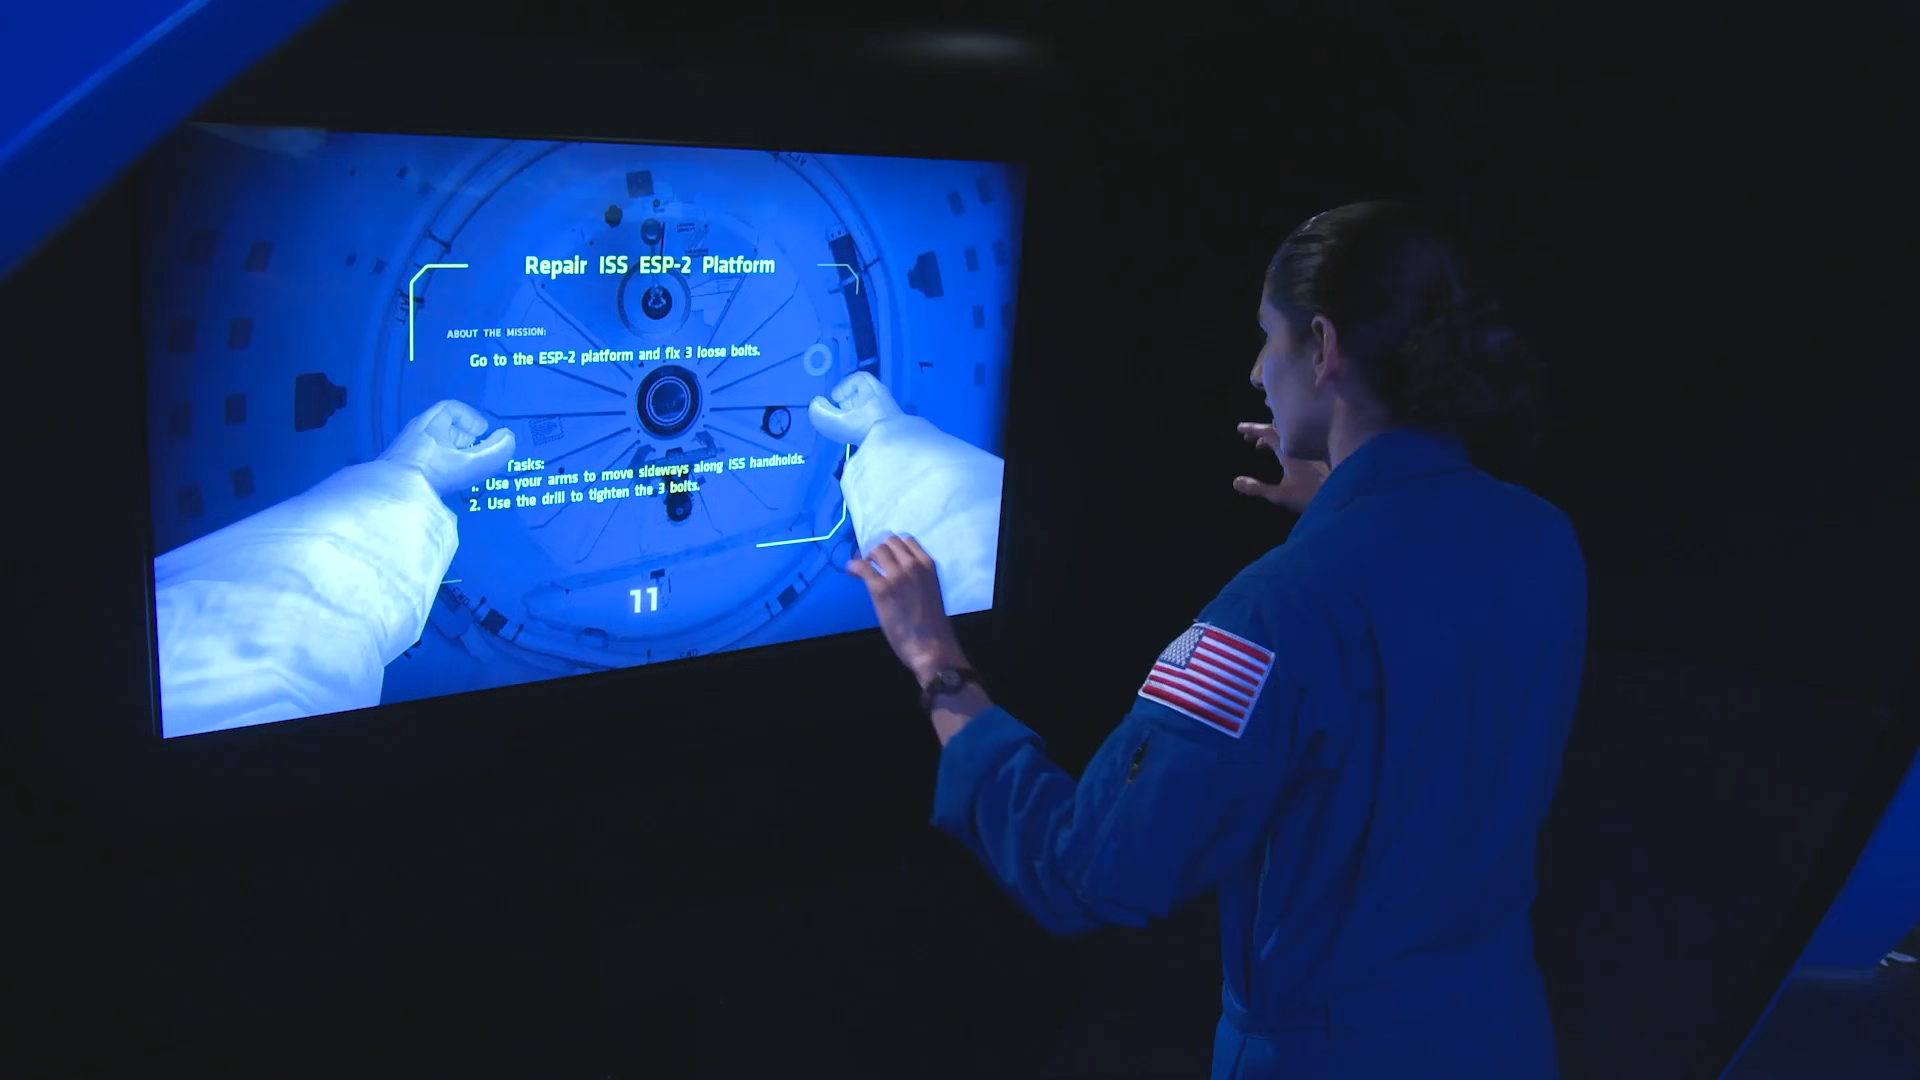 Repair ISS ESP-2 Platform
ABOUT THE MISSION:
Go to the ESP-2 platform and fix 3 loose bolts.
Tasks:
1. Use your arms to move sideways along ISS handholds.
2. Use the drill to tighten the 3 bolts.
11